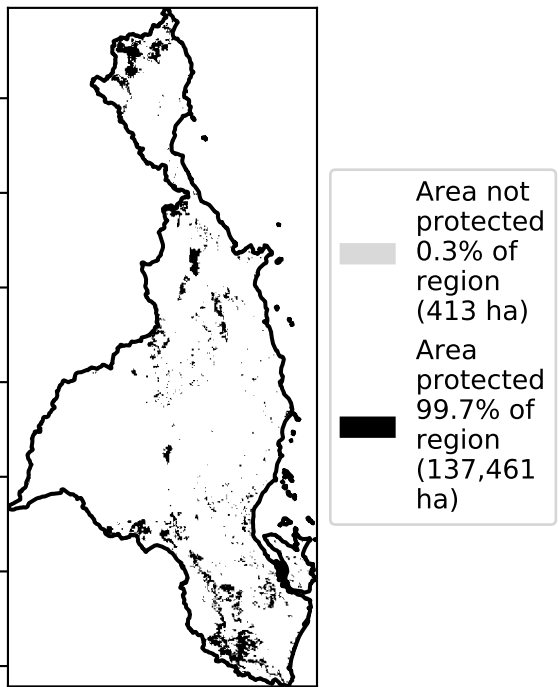 Area not
protected
0.3% of
region
(413 ha)
Area
protected
99.7% of
region
(137,461
ha)